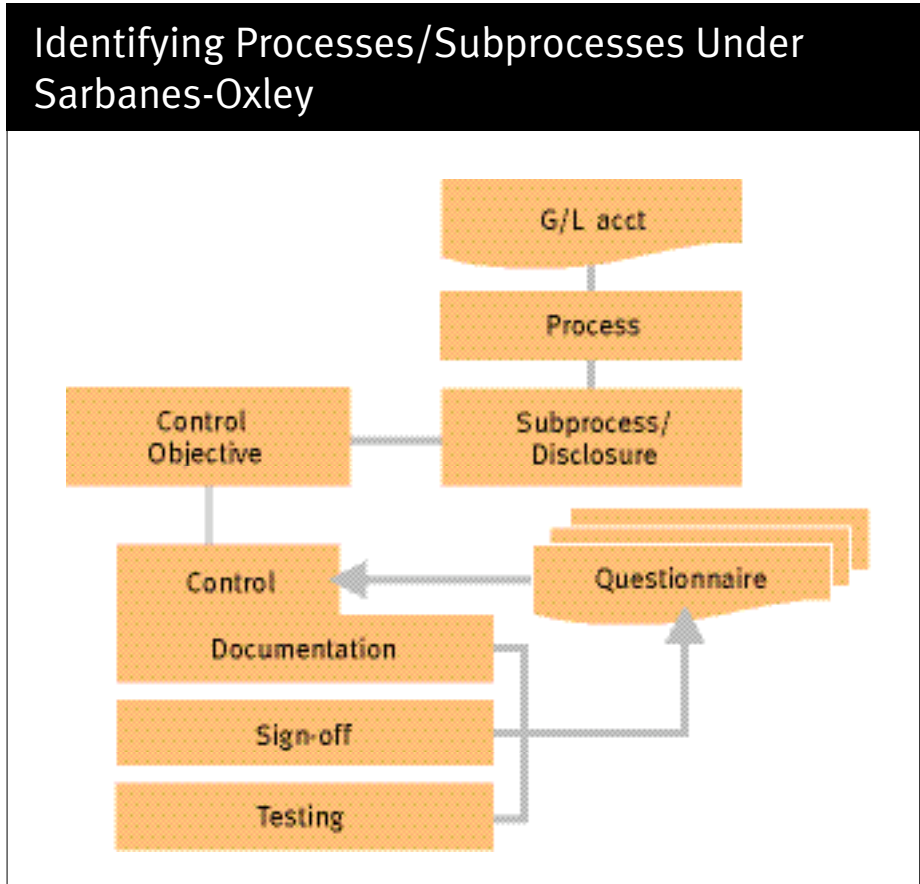 Identifying Processes/Subprocesses Under
Sarbanes-Oxley
G/L acct
Process
Control
Objective
Subprocess/
Disclosure
Control
Questionnaire
Documentation
Sign-off
Testing